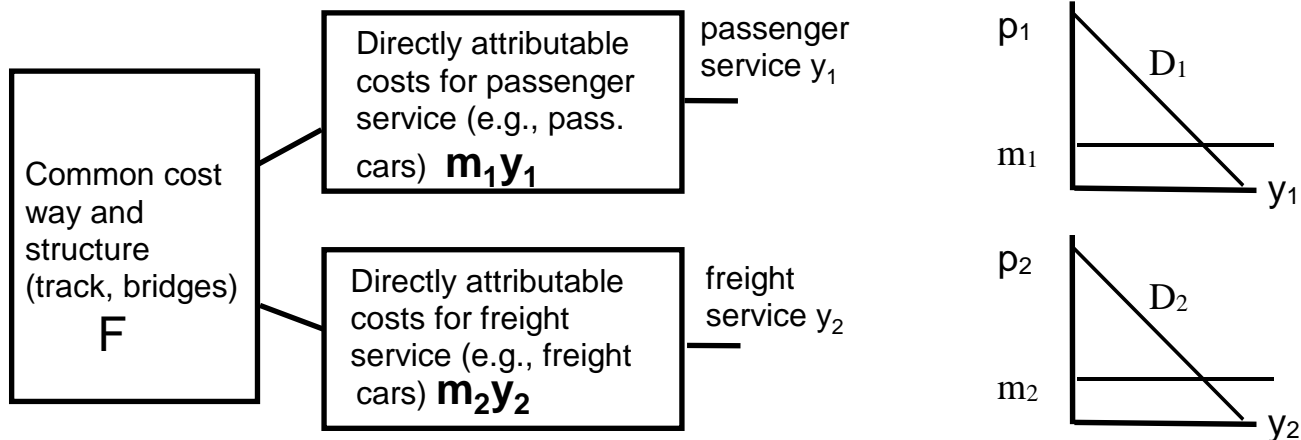 Common cost
way and
structure
(track, bridges)
F
Directly attributable
costs for passenger
service (e.g., pass.
cars) m₁y₁
passenger
service y₁
Directly attributable
costs for freight
service (e.g., freight
cars) m₂y₂
freight
service y₂
p₁
D₁
m₁
y₁
p₂
D₂
m₂
y₂